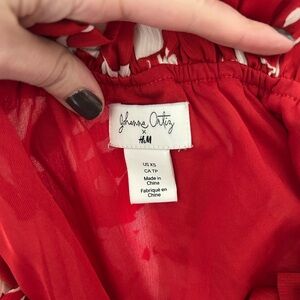 Johanna Ortiz
x
H&M
US XS
CA TP
Made in
China
Fabriqué en
Chine